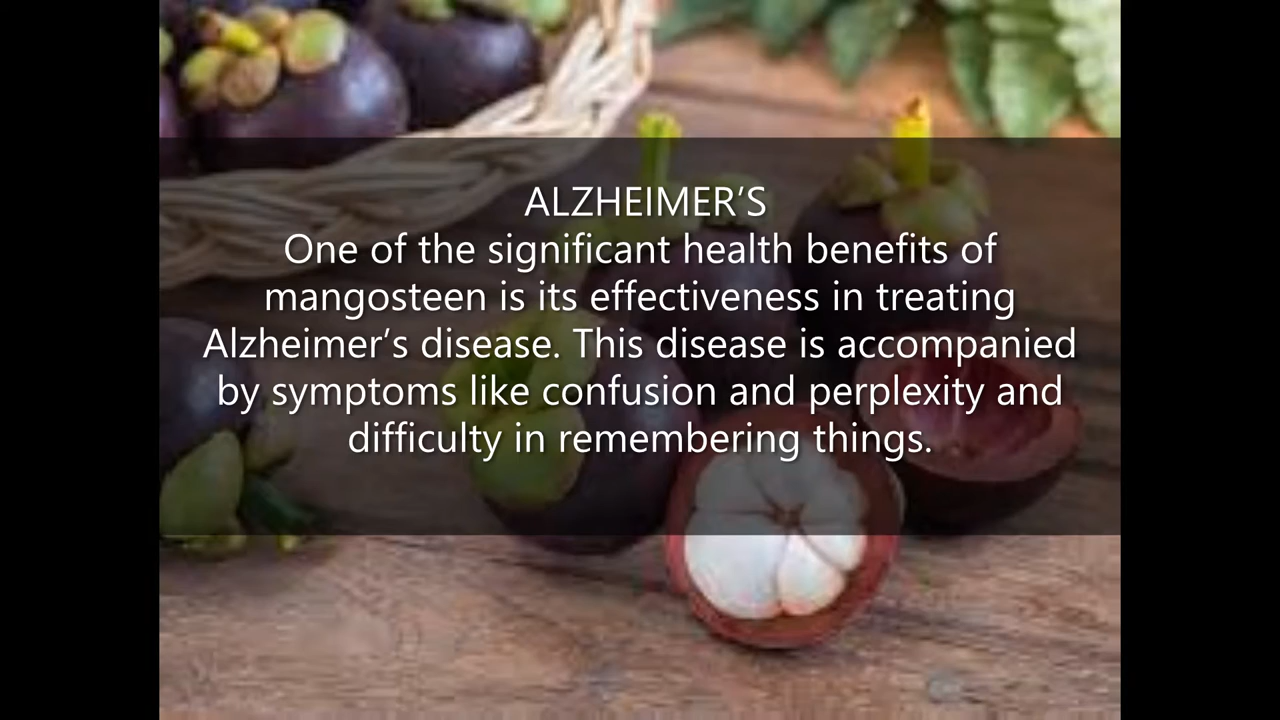 ALZHEIMER’S
One of the significant health benefits of
mangosteen is its effectiveness in treating
Alzheimer’s disease. This disease is accompanied
by symptoms like confusion and perplexity and
difficulty in remembering things.